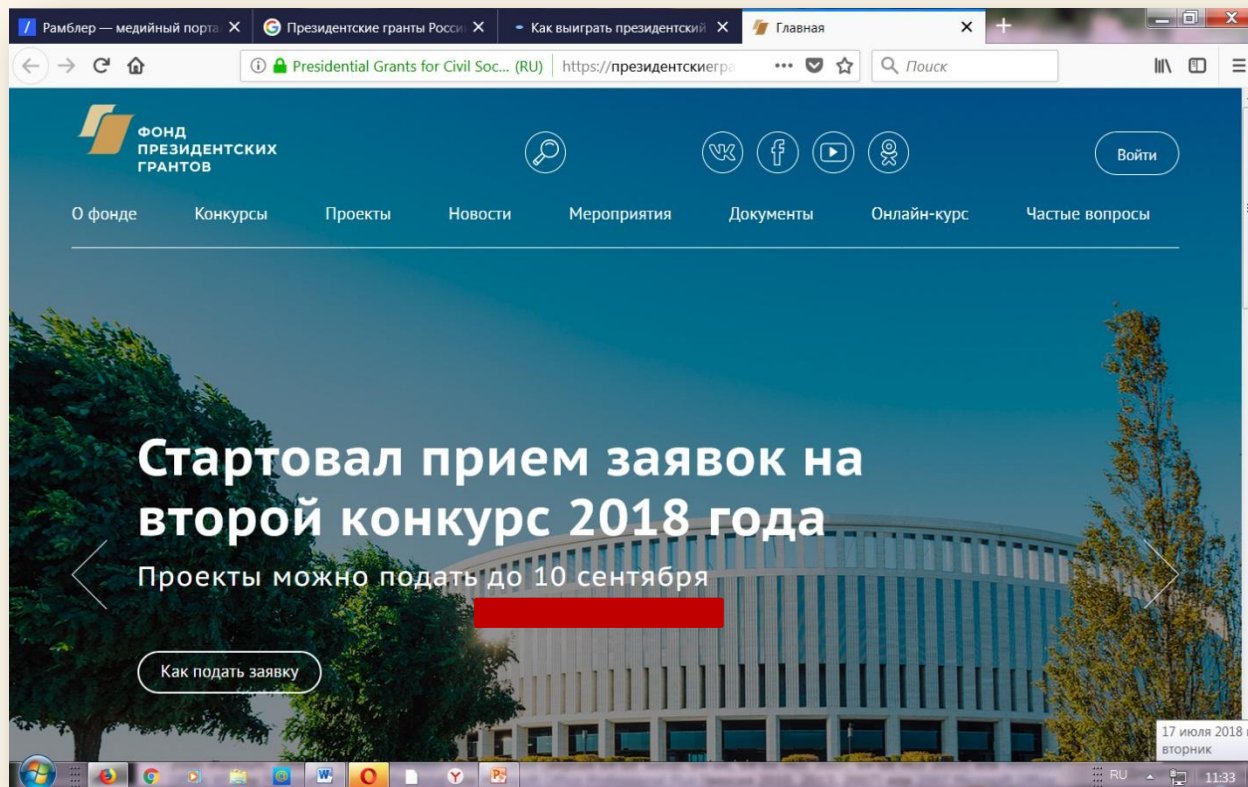 Рамблер — медийный порта
Президентские гранты Росси
Как выиграть президентский
Главная
Presidential Grants for Civil Soc... (RU)
https://президентскиегра
Поиск
ФОНД
ПРЕЗИДЕНТСКИХ
ГРАНТОВ
Войти
О фонде Конкурсы Проекты Новости Мероприятия Документы Онлайн-курс Частые вопросы
Стартовал прием заявок на
второй конкурс 2018 года
Проекты можно подать до 10 сентября
Как подать заявку
17 июля 2018
вторник
RU 11:33